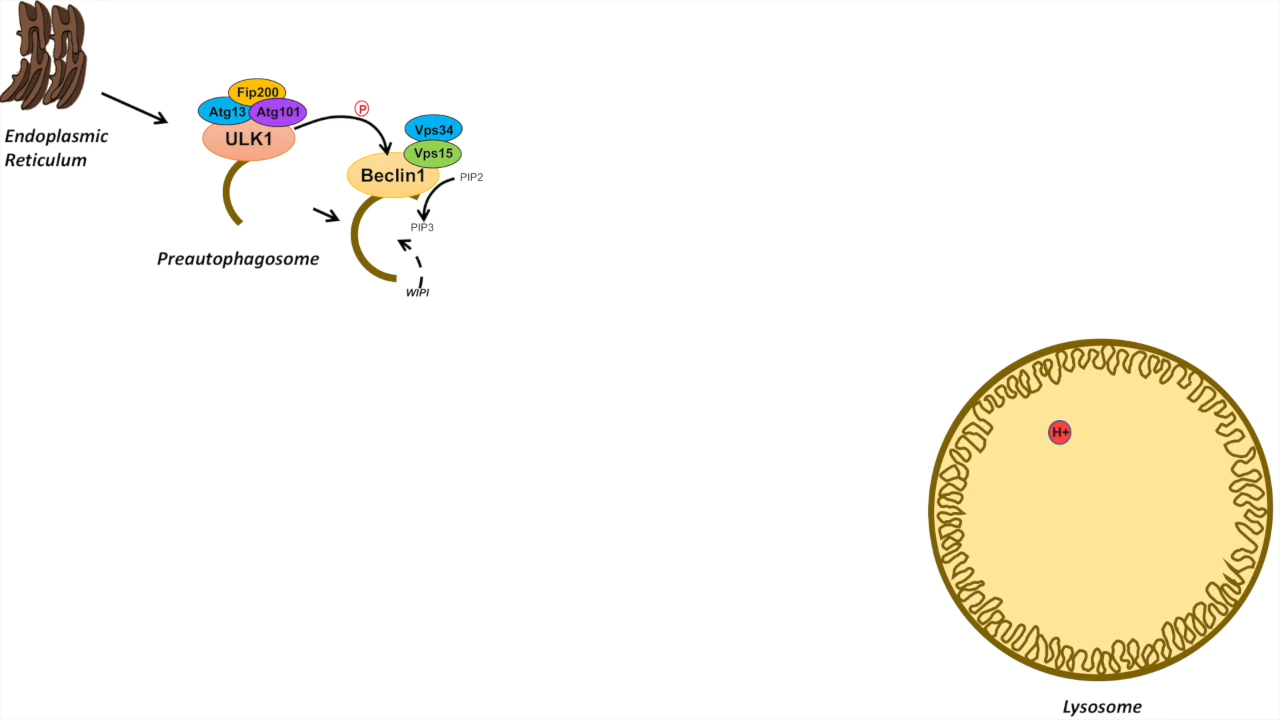 Endoplasmic
Reticulum
Fip200
Atg13
Atg101
ULK1
P
Vps34
Vps15
Beclin1
PIP2
PIP3
WIPI
Preautophagosome
H+
Lysosome